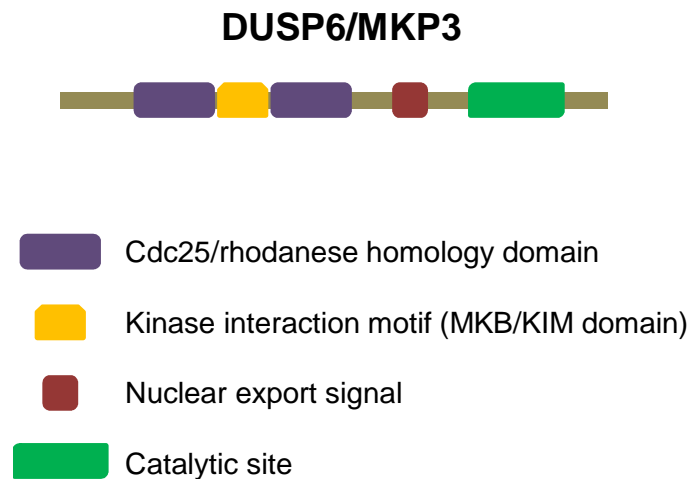 DUSP6/MKP3
Cdc25/rhodanese homology domain
Kinase interaction motif (MKB/KIM domain)
Nuclear export signal
Catalytic site